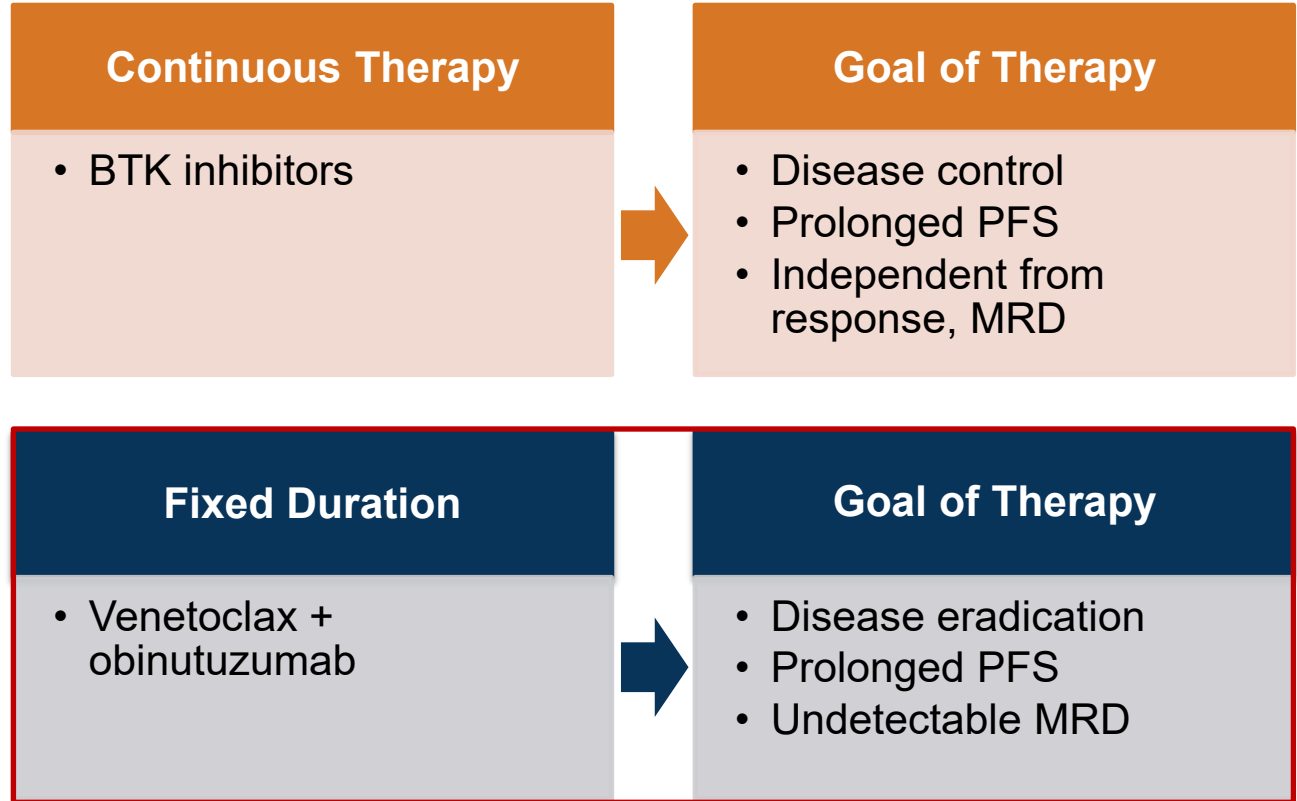 Continuous Therapy
• BTK inhibitors
Goal of Therapy
• Disease control
• Prolonged PFS
• Independent from
response, MRD
Fixed Duration
• Venetoclax +
obinutuzumab
Goal of Therapy
• Disease eradication
• Prolonged PFS
• Undetectable MRD